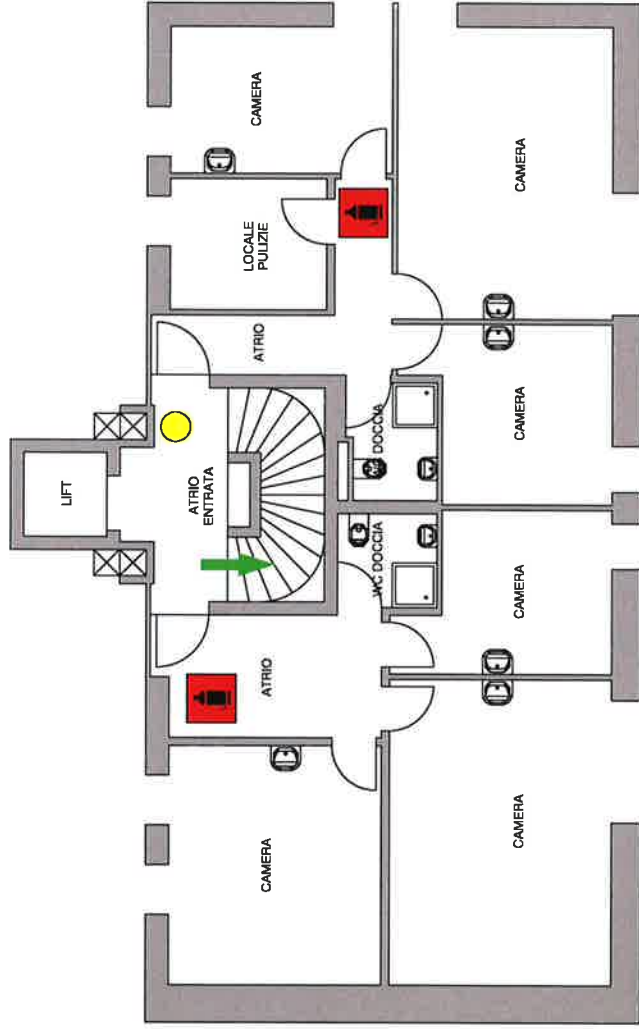 LIFT
ATRIO
ENTRATA
CAMERA
ATRIO
ATRIO
LOCALE
PULIZIE
CAMERA
WC DOCCIA
DOCCIA
CAMERA
CAMERA
CAMERA
CAMERA